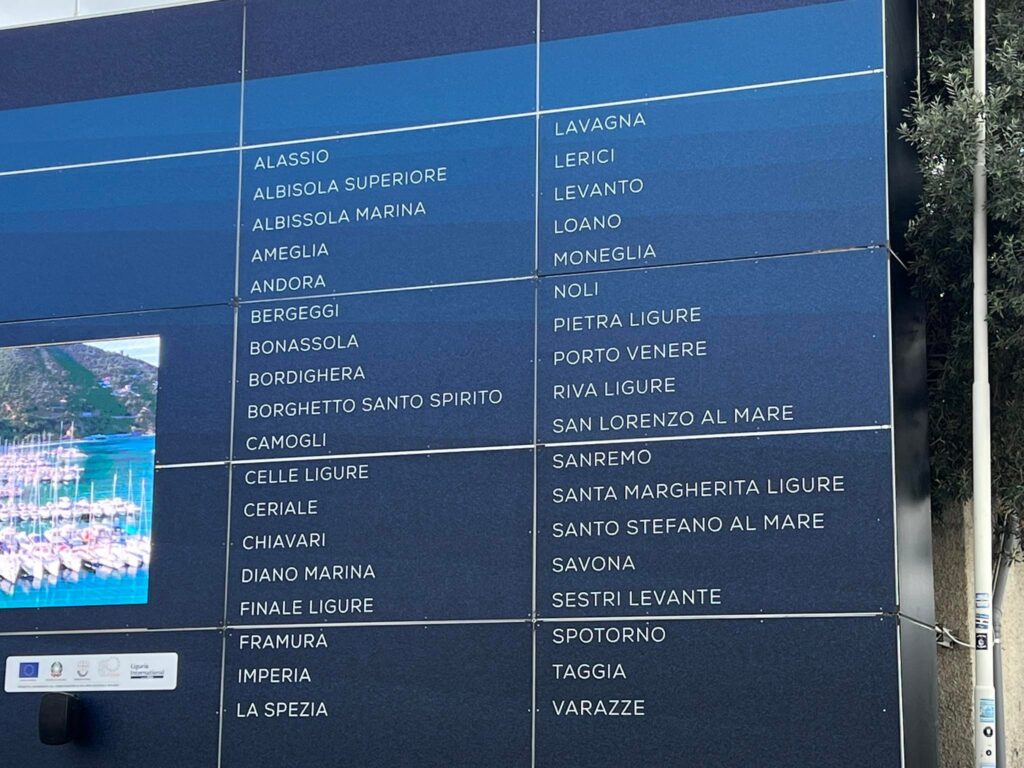 ALASSIO
ALBISOLA SUPERIORE
ALBISSOLA MARINA
AMEGLIA
ANDORA
BERGEGGI
BONASSOLA
BORDIGHERA
BORGHETTO SANTO SPIRITO
CAMOGLI
CELLE LIGURE
CERIALE
CHIAVARI
DIANO MARINA
FINALE LIGURE
FRAMURA
IMPERIA
LA SPEZIA
LAVAGNA
LERICI
LEVANTO
LOANO
MONEGLIA
NOLI
PIETRA LIGURE
PORTO VENERE
RIVA LIGURE
SAN LORENZO AL MARE
SANREMO
SANTA MARGHERITA LIGURE
SANTO STEFANO AL MARE
SAVONA
SESTRI LEVANTE
SPOTORNO
TAGGIA
VARAZZE
Liguria
International